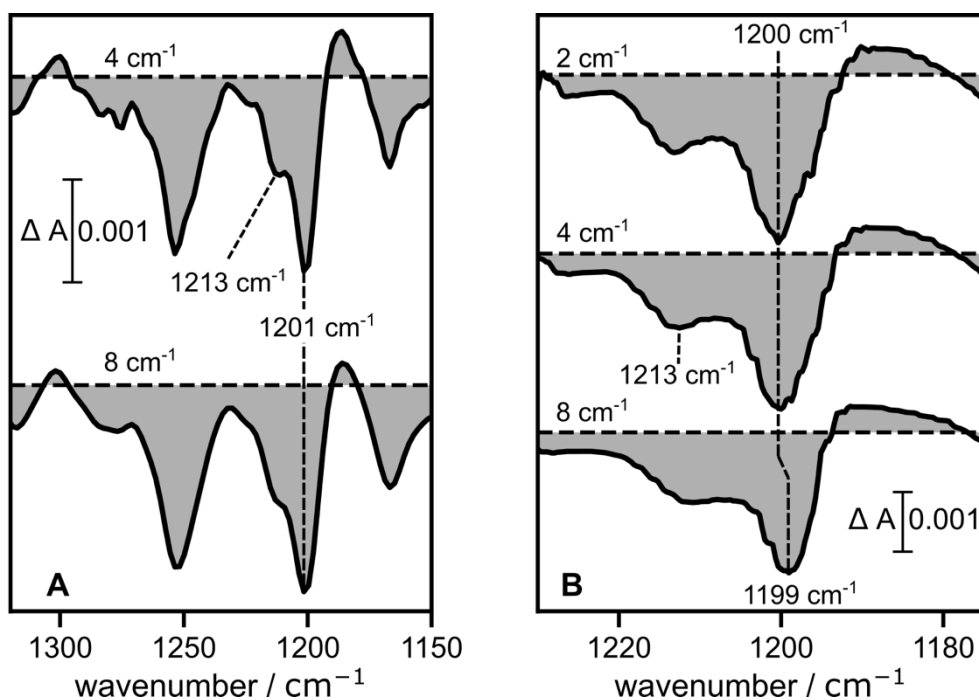 4 cm⁻¹
Δ A 0.001
1213 cm⁻¹
1201 cm⁻¹
8 cm⁻¹
A
1300 1250 1200 1150
wavenumber / cm⁻¹
1200 cm⁻¹
2 cm⁻¹
4 cm⁻¹
1213 cm⁻¹
8 cm⁻¹
Δ A 0.001
B
1199 cm⁻¹
1220 1200 1180
wavenumber / cm⁻¹